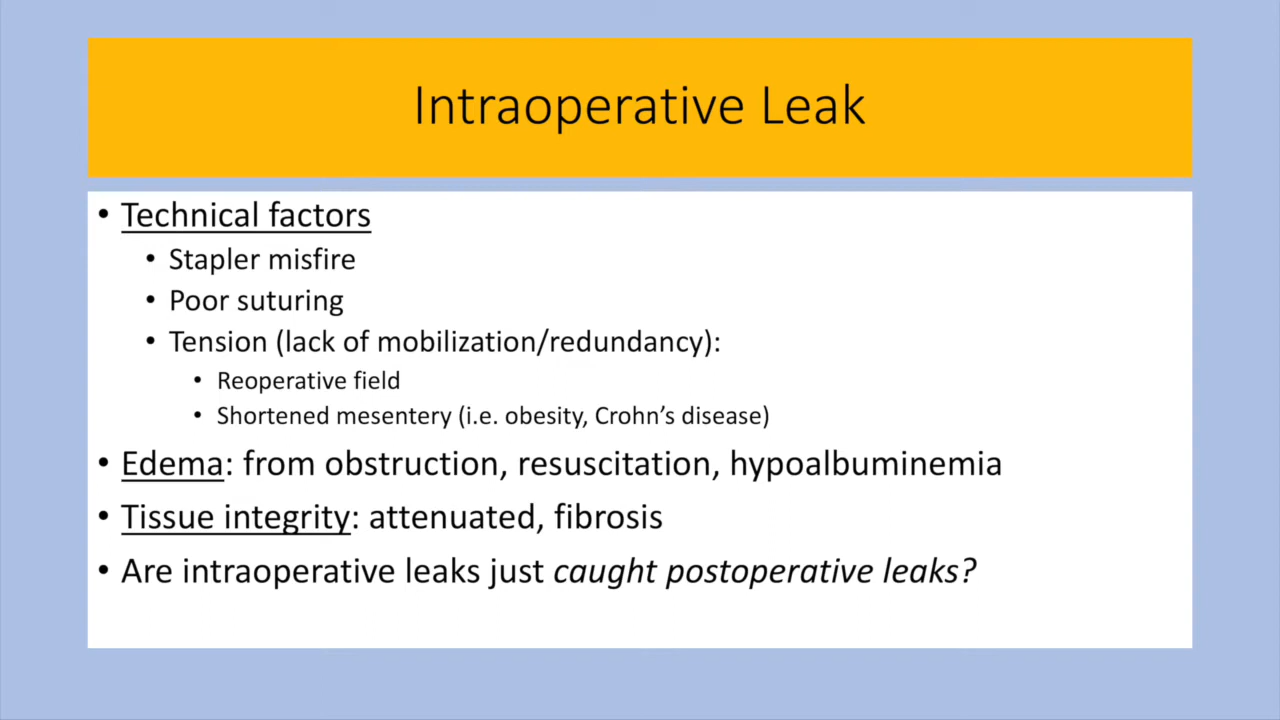 Intraoperative Leak
• Technical factors
• Stapler misfire
• Poor suturing
• Tension (lack of mobilization/redundancy):
• Reoperative field
• Shortened mesentery (i.e. obesity, Crohn’s disease)
• Edema: from obstruction, resuscitation, hypoalbuminemia
• Tissue integrity: attenuated, fibrosis
• Are intraoperative leaks just caught postoperative leaks?